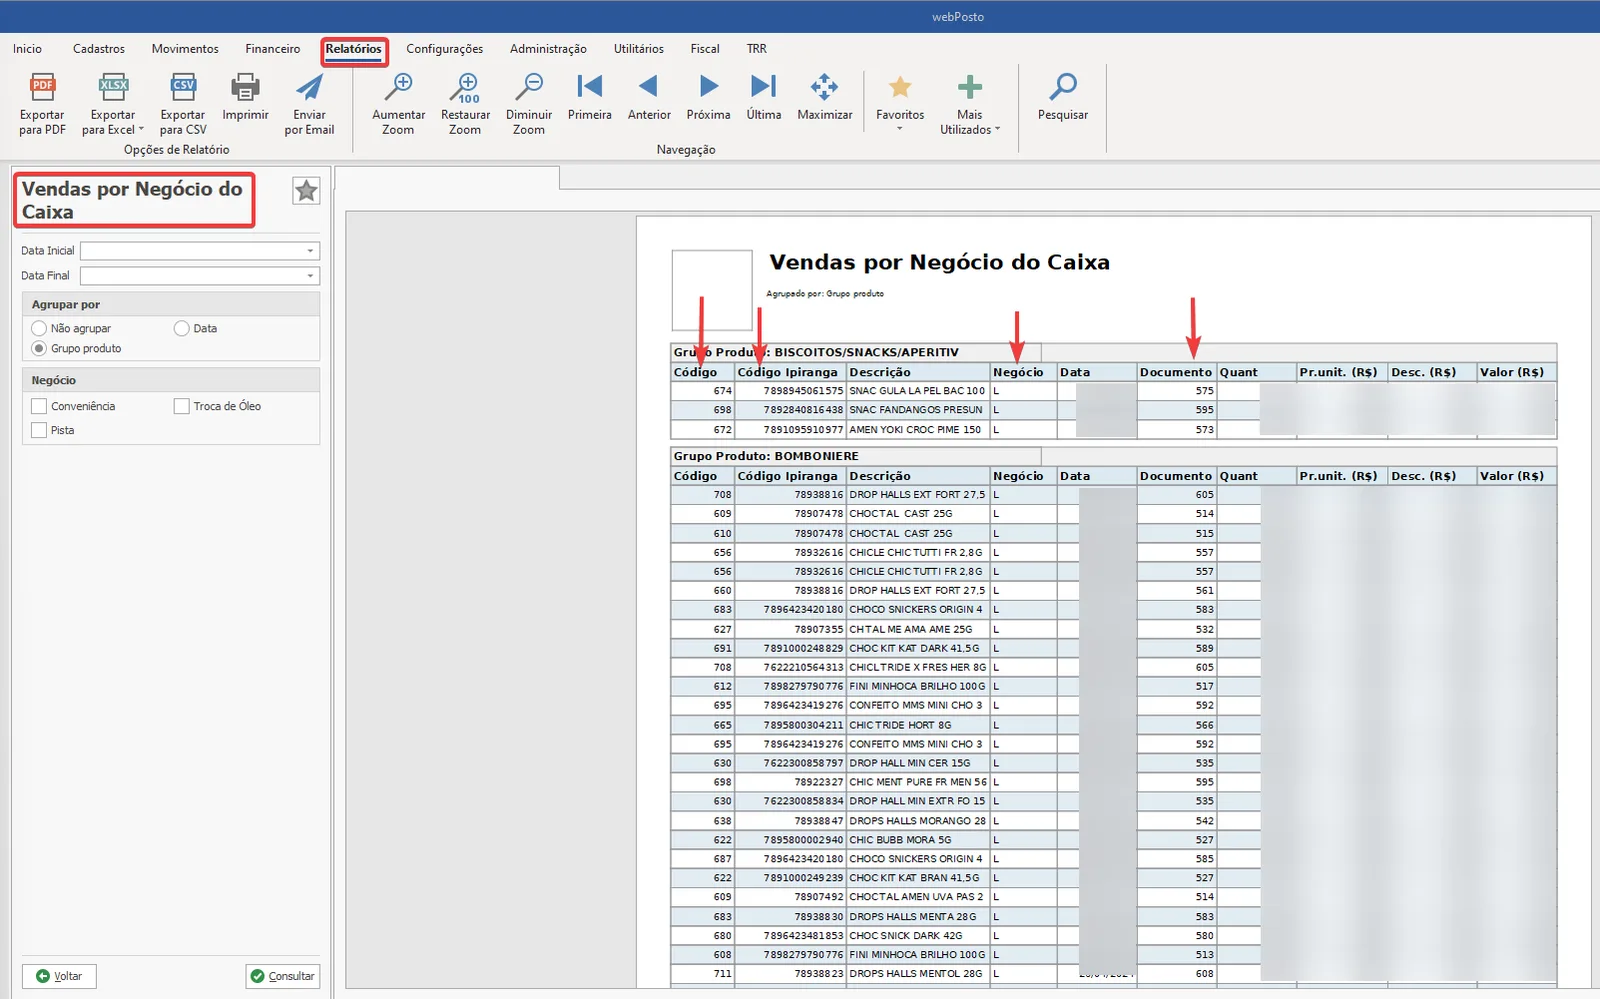 webPosto
Inicio Cadastros Movimentos Financeiro Relatórios Configurações Administração Utilitários Fiscal TRR
PDF XLSX CSV 100
Exportar para PDF
Exportar para Excel
Exportar para CSV
Imprimir
Enviar por Email
Aumentar Zoom
Restaurar Zoom
Diminuir Zoom
Primeira
Anterior
Próxima
Última
Maximizar
Favoritos
Mais Utilizados
Pesquisar
Opções de Relatório
Navegação
Vendas por Negócio do
Caixa
Data Inicial
Data Final
Agrupar por
Não agrupar Data
Grupo produto
Negócio
Conveniência Troca de Óleo
Pista
Voltar Consultar
Vendas por Negócio do Caixa
Agrupado por: Grupo produto
Grupo Produto: BISCOITOS/SNACKS/APERITIV
Código Código Ipiranga Descrição Negócio Data Documento Quant Pr.unit. (R$) Desc. (R$) Valor (R$)
674 7898945061575 SNAC GULA LA PEL BAC 100 L 575
698 7892840816438 SNAC FANDANGOS PRESUN L 595
672 7891095910977 AMEN YOKI CROC PIME 150 L 573
Grupo Produto: BOMBONIERE
Código Código Ipiranga Descrição Negócio Data Documento Quant Pr.unit. (R$) Desc. (R$) Valor (R$)
708 78938816 DROP HALLS EXT FORT 27,5 L 605
609 78907478 CHOCTAL CAST 25G L 514
610 78907478 CHOCTAL CAST 25G L 515
656 78932616 CHICLE CHIC TUTTI FR 2,8G L 557
656 78932616 CHICLE CHIC TUTTI FR 2,8G L 557
660 78938816 DROP HALLS EXT FORT 27,5 L 561
683 7896423420180 CHOCO SNICKERS ORIGIN 4 L 583
627 78907355 CHTAL ME AMA AME 25G L 532
691 7891000248829 CHOC KIT KAT DARK 41,5G L 589
708 7622210564313 CHICL TRIDE X FRES HER 8G L 605
612 7898279790776 FINI MINHOCA BRILHO 100G L 517
695 7896423419276 CONFEITO MMS MINI CHO 3 L 592
665 7895800304211 CHIC TRIDE HORT 8G L 566
695 7896423419276 CONFEITO MMS MINI CHO 3 L 592
630 7622300858797 DROP HALL MIN CER 15G L 535
698 78922327 CHIC MENT PURE FR MEN 56 L 595
630 7622300858834 DROP HALL MIN EXTR FO 15 L 535
638 78938847 DROPS HALLS MORANGO 28 L 542
622 7895800002940 CHIC BUBB MORA 5G L 527
687 7896423420180 CHOCO SNICKERS ORIGIN 4 L 585
622 7891000249239 CHOC KIT KAT BRAN 41,5G L 527
609 78907492 CHOCTAL AMEN UVA PAS 2 L 514
683 78938830 DROPS HALLS MENTA 28G L 583
680 7896423481853 CHOC SNICK DARK 42G L 580
608 7898279790776 FINI MINHOCA BRILHO 100G L 513
711 78938823 DROPS HALLS MENTOL 28G L 608